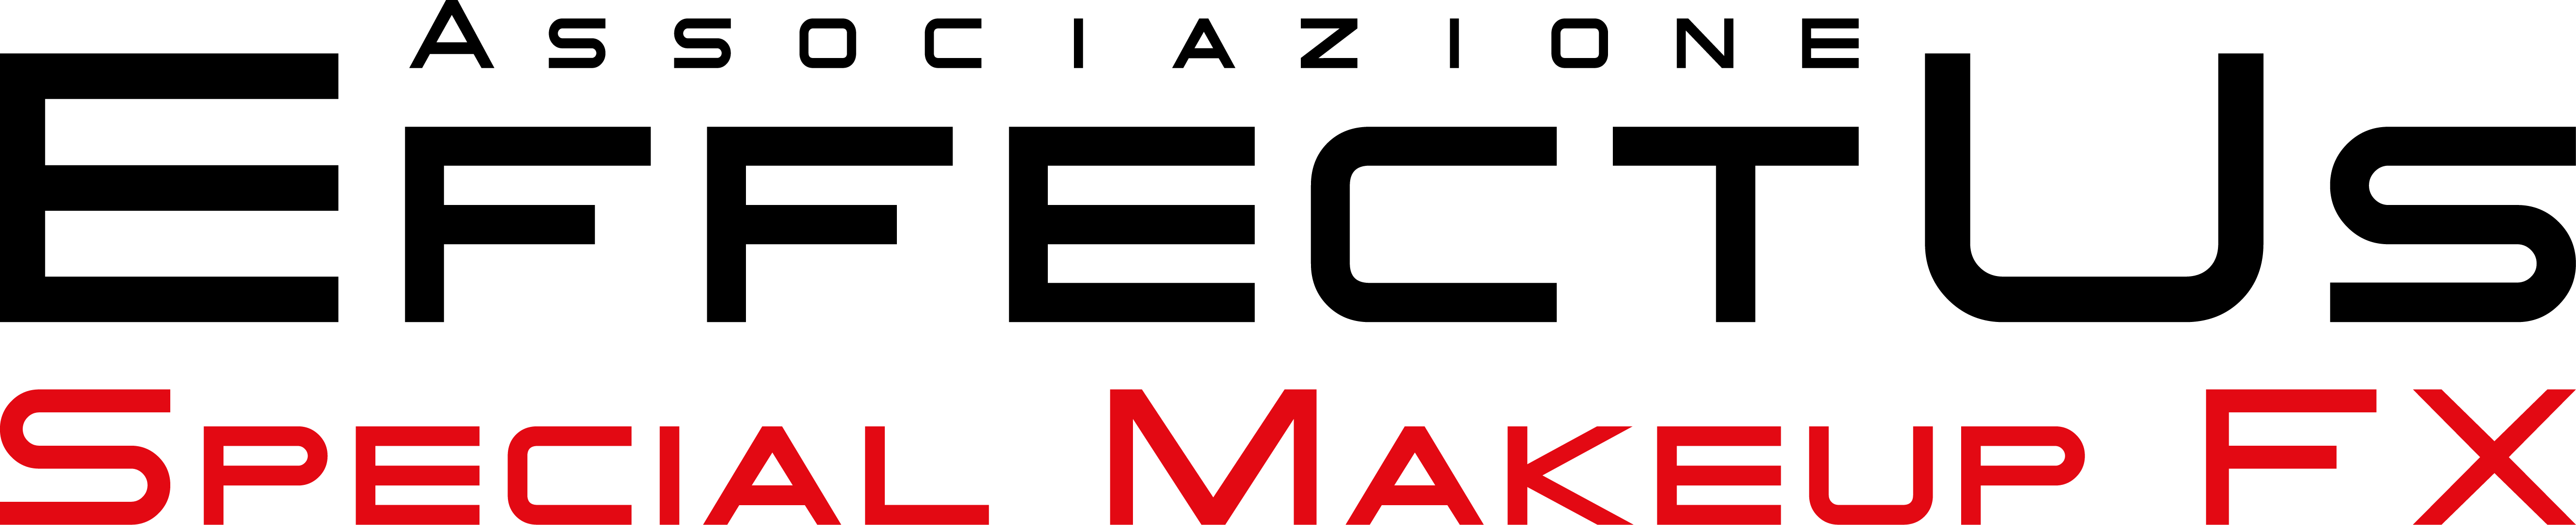 Associazione
EffectUs
Special Makeup FX